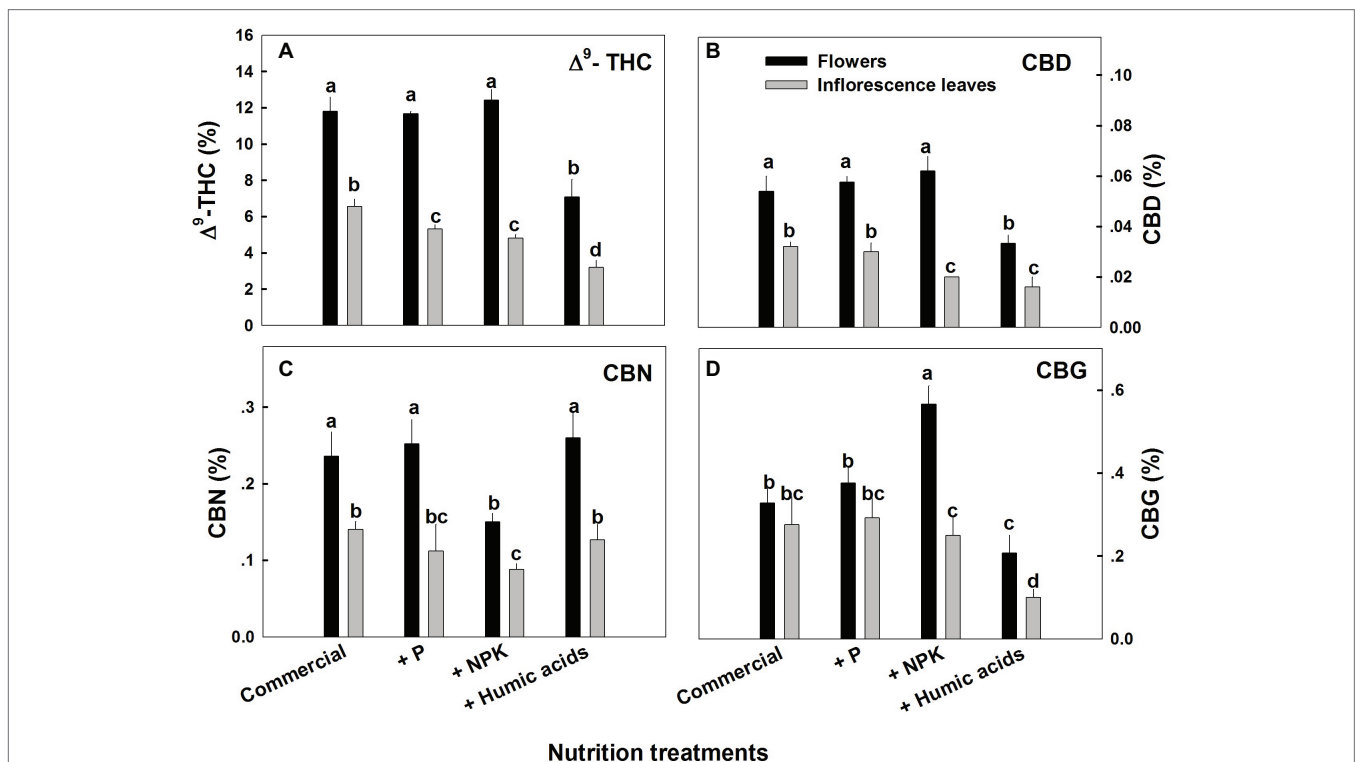 A
Δ⁹- THC
Δ⁹-THC (%)
16
14
12
10
8
6
4
2
0
a
b
a
c
a
c
b
d
B
Flowers
Inflorescence leaves
CBD
CBD (%)
.10
.08
.06
.04
.02
0.00
a
b
a
b
a
c
b
c
C
CBN
CBN (%)
.3
.2
.1
0.0
a
b
a
bc
b
c
a
b
D
CBG
CBG (%)
.6
.4
.2
0.0
b
bc
b
bc
a
c
c
d
Commercial
+ P
+ NPK
+ Humic acids
Commercial
+ P
+ NPK
+ Humic acids
Nutrition treatments